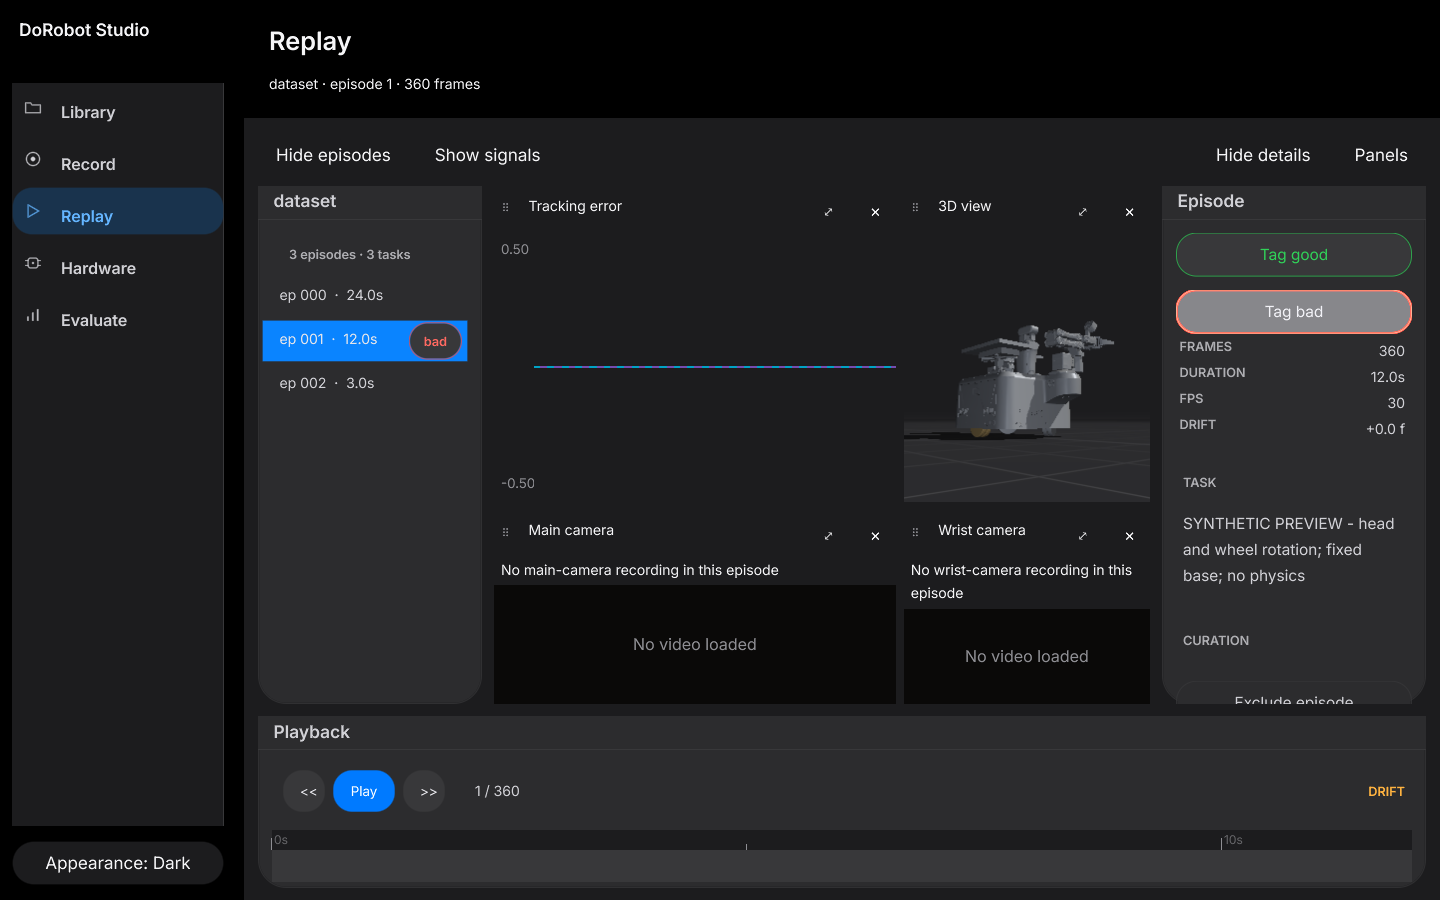 DoRobot Studio
Library
Record
Replay
Hardware
Evaluate
Appearance: Dark
Replay
dataset · episode 1 · 360 frames
Hide episodes
Show signals
Hide details
Panels
dataset
3 episodes · 3 tasks
ep 000 · 24.0s
ep 001 · 12.0s
bad
ep 002 · 3.0s
Tracking error
0.50
-0.50
3D view
Main camera
No main-camera recording in this episode
No video loaded
Wrist camera
No wrist-camera recording in this
episode
No video loaded
Episode
Tag good
Tag bad
FRAMES 360
DURATION 12.0s
FPS 30
DRIFT +0.0 f
TASK
SYNTHETIC PREVIEW - head
and wheel rotation; fixed
base; no physics
CURATION
Exclude episode
Playback
<< Play >> 1 / 360
DRIFT
0s 10s